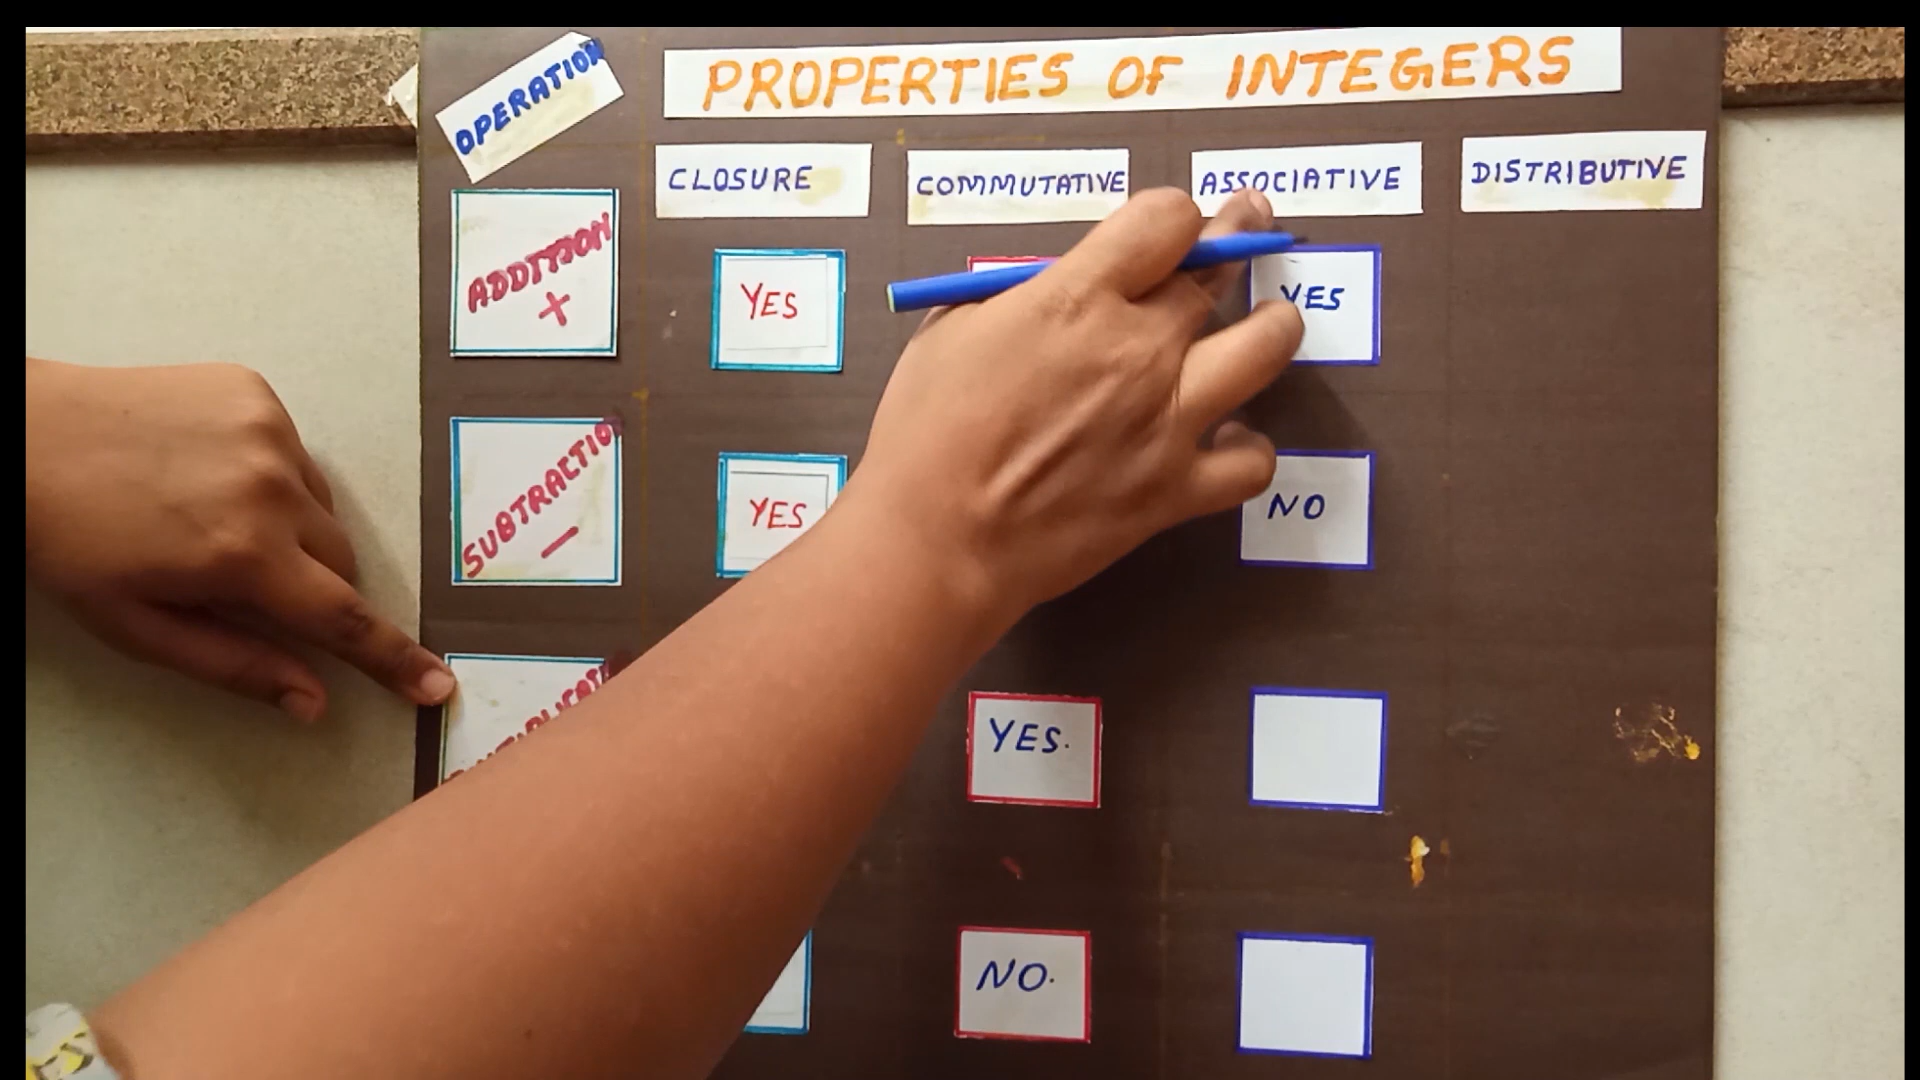 OPERATION
PROPERTIES OF INTEGERS
CLOSURE
COMMUTATIVE
ASSOCIATIVE
DISTRIBUTIVE
ADDITION
+
YES
YES
SUBTRACTION
−
YES
NO
YES.
NO.